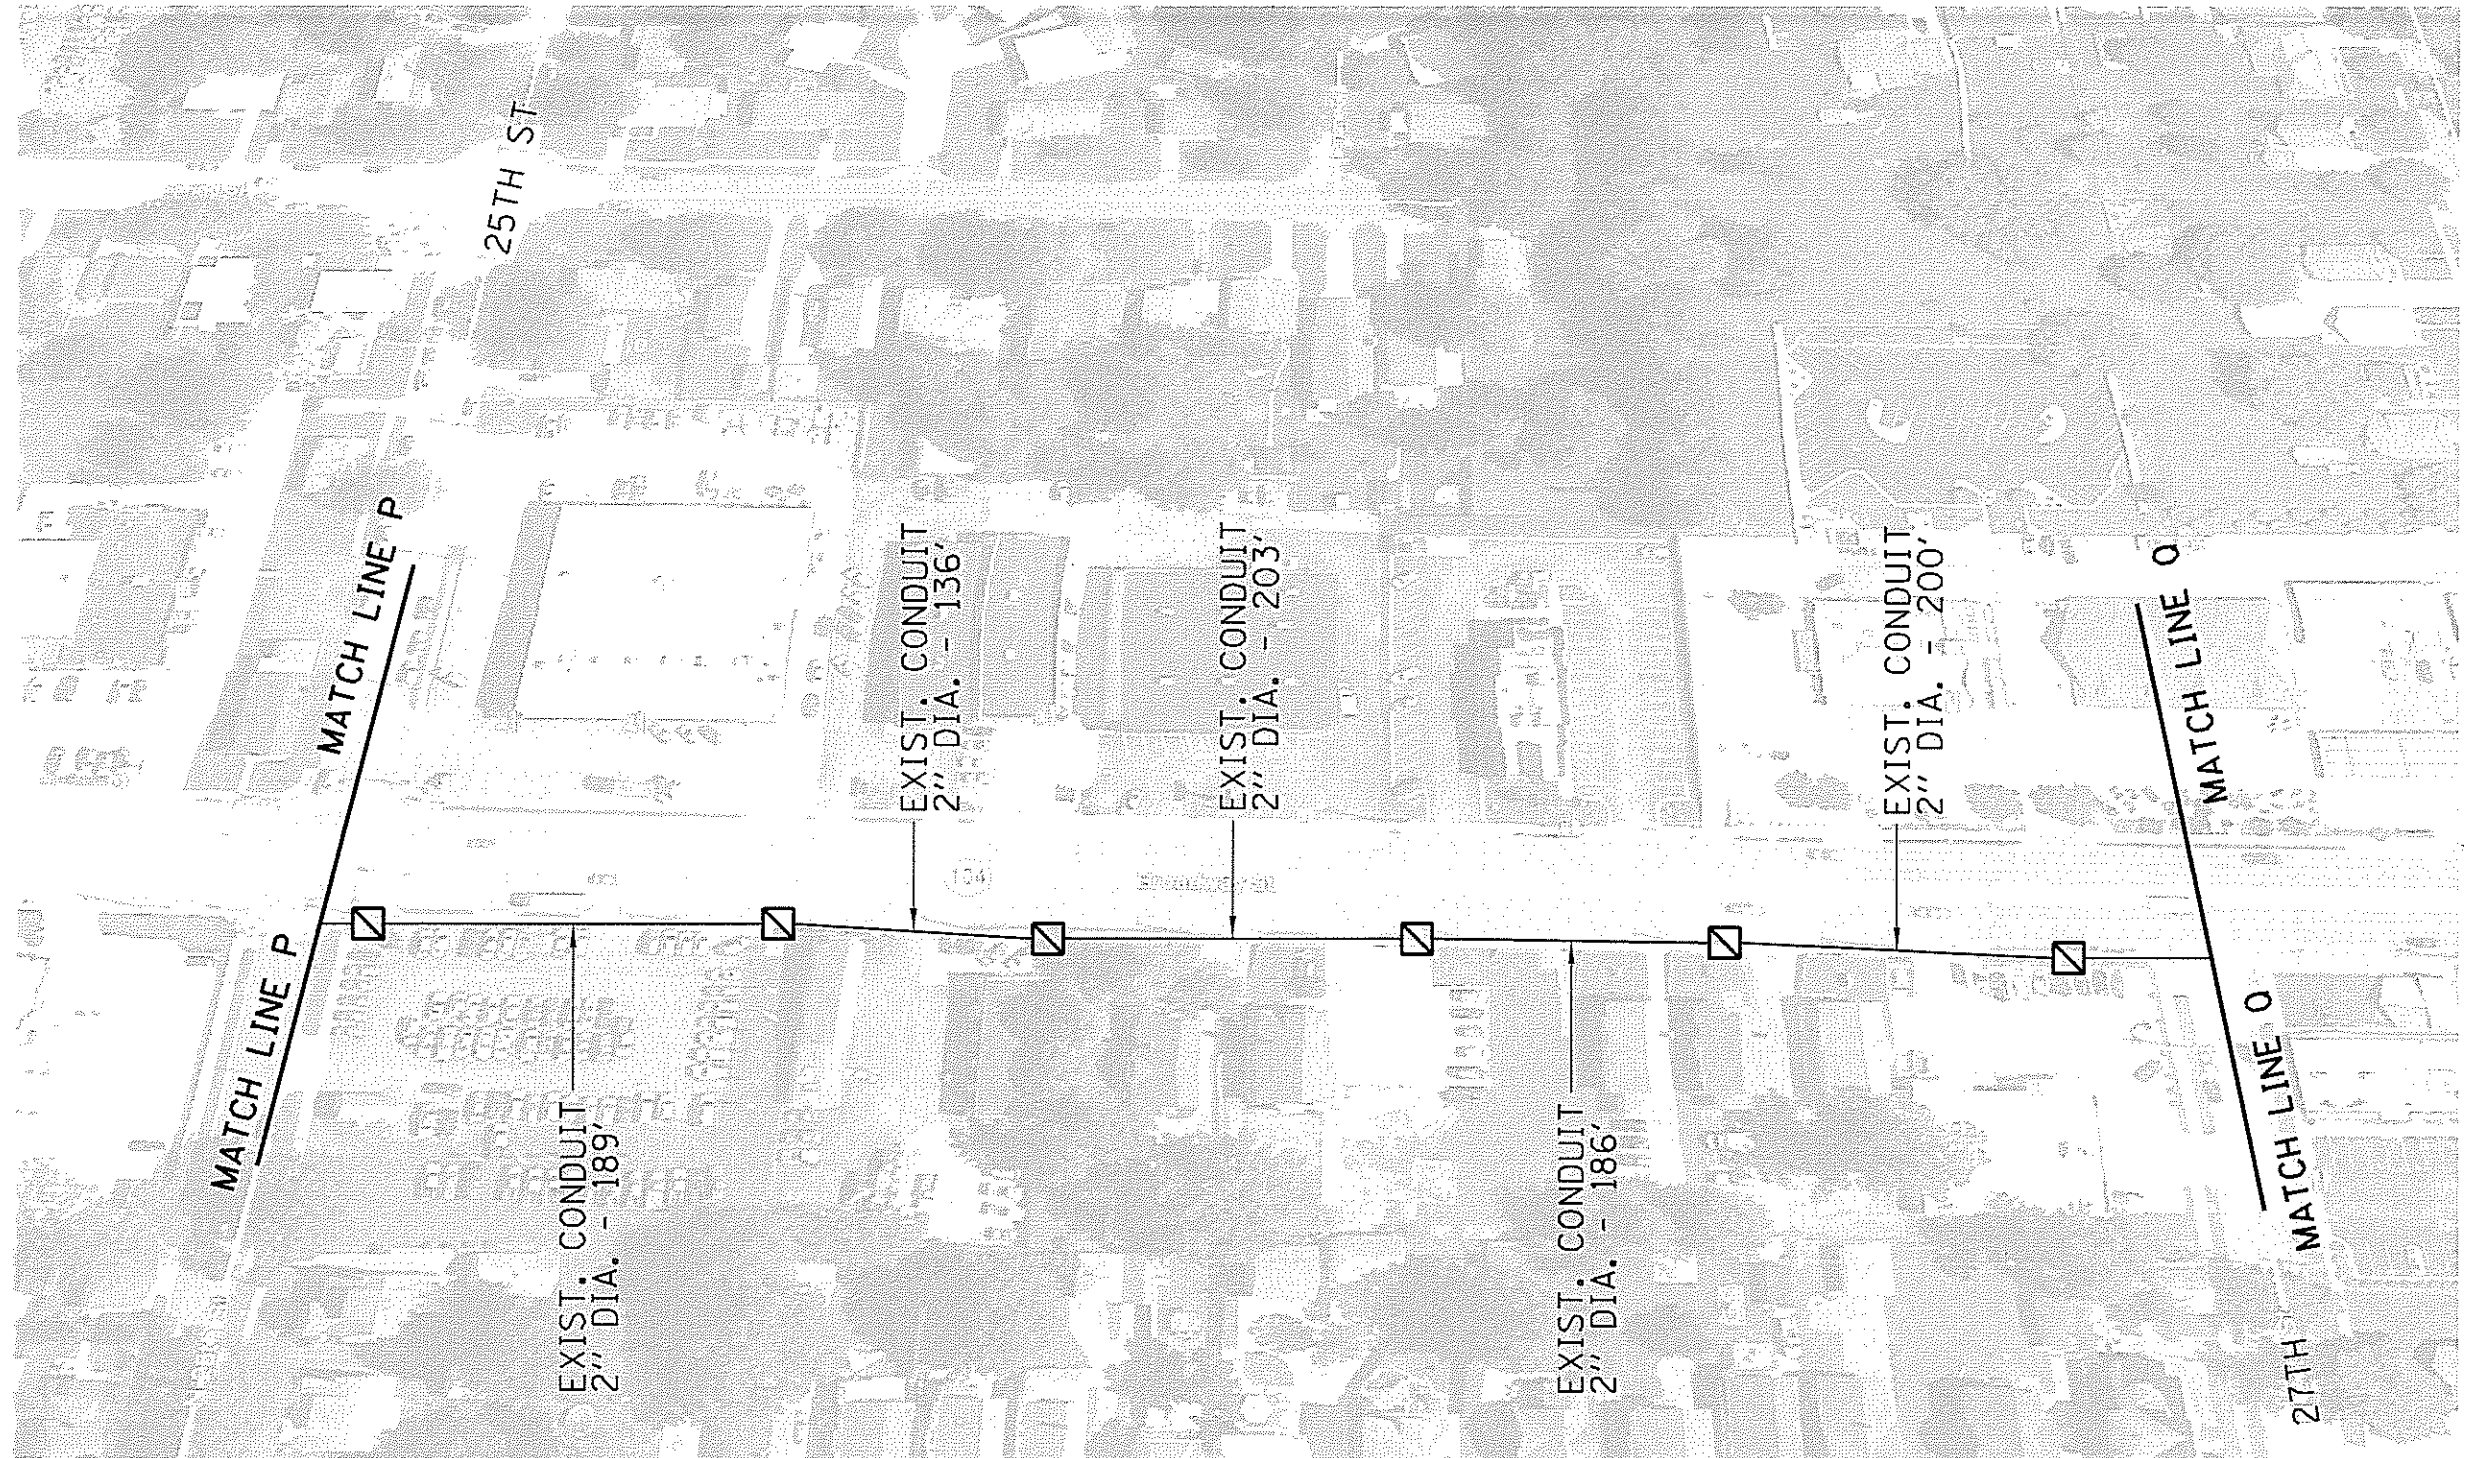 25TH ST
MATCH LINE P
MATCH LINE P
EXIST. CONDUIT
2" DIA. - 189'
EXIST. CONDUIT
2" DIA. - 136'
104
EXIST. CONDUIT
2" DIA. - 203'
EXIST. CONDUIT
2" DIA. - 186'
EXIST. CONDUIT
2" DIA. - 200'
MATCH LINE Q
MATCH LINE Q
27TH